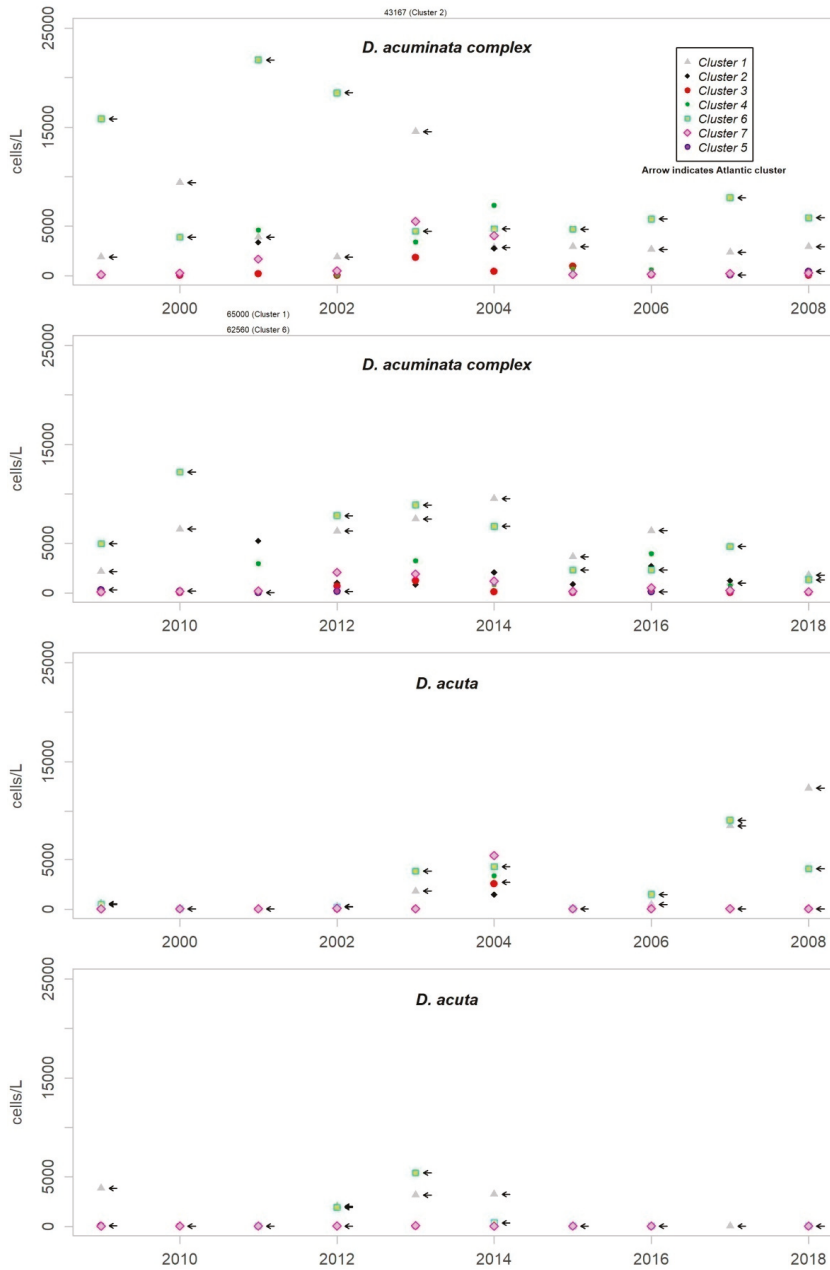 43167 (Cluster 2)
D. acuminata complex
25000
15000
5000
0
cells/L
Cluster 1
Cluster 2
Cluster 3
Cluster 4
Cluster 6
Cluster 7
Cluster 5
Arrow indicates Atlantic cluster
2000 2002 2004 2006 2008
65000 (Cluster 1)
62560 (Cluster 6)
D. acuminata complex
25000
15000
5000
0
cells/L
2010 2012 2014 2016 2018
D. acuta
25000
15000
5000
0
cells/L
2000 2002 2004 2006 2008
D. acuta
25000
15000
5000
0
cells/L
2010 2012 2014 2016 2018